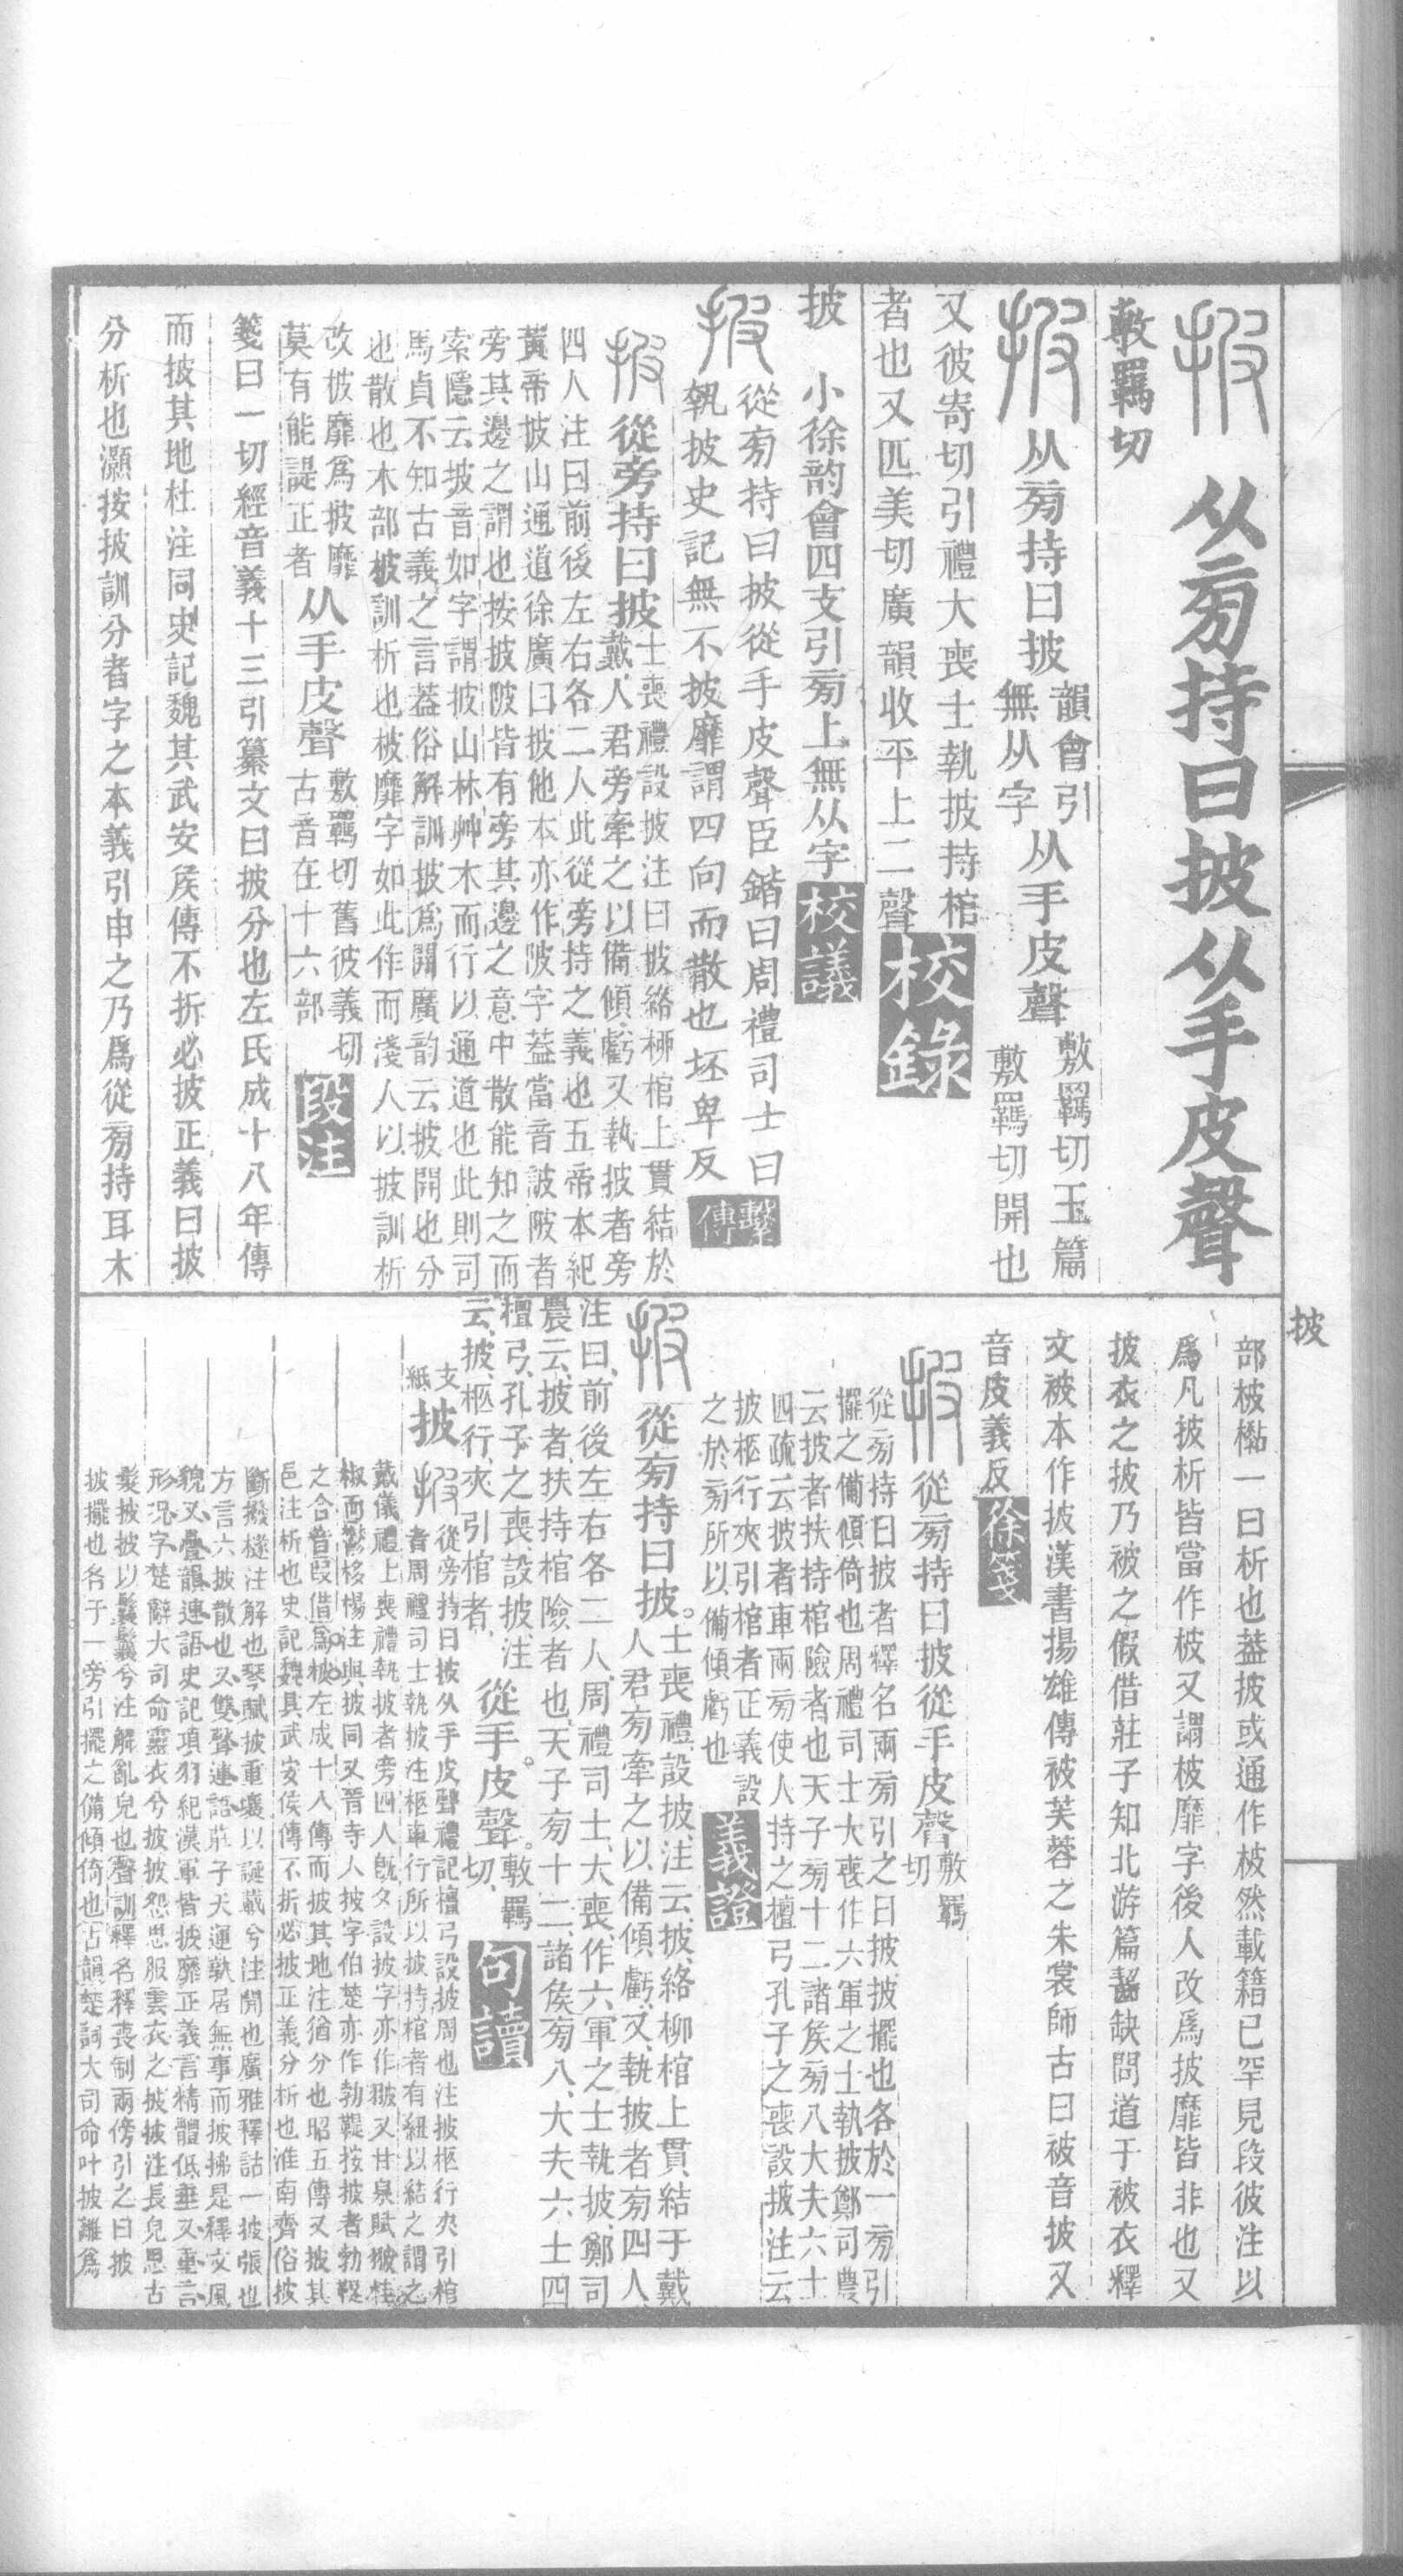 披
从㫄持曰披从手皮聲
敷羈切
从㫄持曰披韻會引無从字从手皮聲敷羈切玉篇敷羈切開也
又彼寄切引禮大喪士執披持棺
者也又匹美切廣韻收平上二聲校錄
披 小徐韵會四支引㫄上無从字校議
從㫄持曰披從手皮聲臣鍇曰周禮司士曰
執披史記無不披靡謂四向而散也坯卑反繫傳
從旁持曰披士喪禮設披注曰披絡柳棺上貫結於
戴人君旁牽之以備傾虧又執披者旁
四人注曰前後左右各二人此從旁持之義也五帝本紀
黃帝披山通道徐廣曰披他本亦作陂字葢當音詖陂者
旁其邊之謂也按披陂皆有旁其邊之意中散能知之而
索隱云披音如字謂披山林艸木而行以通道也此則司
馬貞不知古義之言葢俗解訓披爲開廣韵云披開也分
也散也木部柀訓析也柀靡字如此作而淺人以披訓析
改柀靡爲披靡
莫有能諟正者从手皮聲敷羈切舊彼義切
古音在十六部段注
箋曰一切經音義十三引纂文曰披分也左氏成十八年傳
而披其地杜注同史記魏其武安矦傳不折必披正義曰披
分析也灝按披訓分者字之本義引申之乃爲從㫄持耳木
披
部柀㯿一曰析也葢披或通作柀然載籍已罕見段彼注以
爲凡披析皆當作柀又謂柀靡字後人改爲披靡皆非也又
披衣之披乃被之假借莊子知北游篇齧缺問道于被衣釋
文被本作披漢書揚雄傳被芙蓉之朱裳師古曰被音披又
音皮義反徐箋
從㫄持曰披從手皮聲敷羈切
從㫄持曰披者釋名兩㫄引之曰披披擺也各於一㫄引
擺之備傾倚也周禮司士大喪作六軍之士執披鄭司農
云披者扶持棺險者也天子㫄十二諸矦㫄八大夫六士
四疏云披者車兩㫄使人持之檀弓孔子之喪設披注云
披柩行夾引棺者正義設
之於㫄所以備傾虧也義證
從㫄持曰披。士喪禮、設披、注云、披、絡柳棺上貫結于戴、
人君㫄牽之以備傾虧、又、執披者㫄四人、
注曰、前後左右各二人、周禮司士、大喪、作六軍之士執披、鄭司
農云、披者、扶持棺險者也、天子㫄十二、諸矦㫄八、大夫六士四、
檀弓、孔子之喪、設披、注
云、披、柩行、夾引棺者、從手。皮聲。敷羈切、句讀
支
紙披從旁持曰披从手皮聲禮記檀弓設披周也注披柩行夾引棺
者周禮司士執披注柩車行所以披持棺者有紐以結之謂之
戴儀禮上喪禮執披者旁四人旣夕設披字亦作㧊又甘泉賦㧊桂
椒而鬱栘楊注與披同又晉寺人披字伯楚亦作勃鞮按披者勃鞮
之合音叚借爲柀左成十八傳而披其地注猶分也昭五傳又披其
邑注析也史記魏其武安矦傳不折必披正義分析也淮南齊俗披
斷撥檖注解也琴賦披重壤以誕載兮注開也廣雅釋詁一披張也
方言六披散也又雙聲連語莊子天運孰居無事而披拂是釋文風
皃又疊韻連語史記項羽紀漢軍皆披靡正義言精體低垂又重言
形況字楚辭大司命靈衣兮披披怨思服雲衣之披披注長皃思古
髮披披以鬤鬤兮注解亂皃也聲訓釋名釋喪制兩傍引之曰披
披擺也各于一旁引擺之備傾倚也古韻楚詞大司命叶披離爲